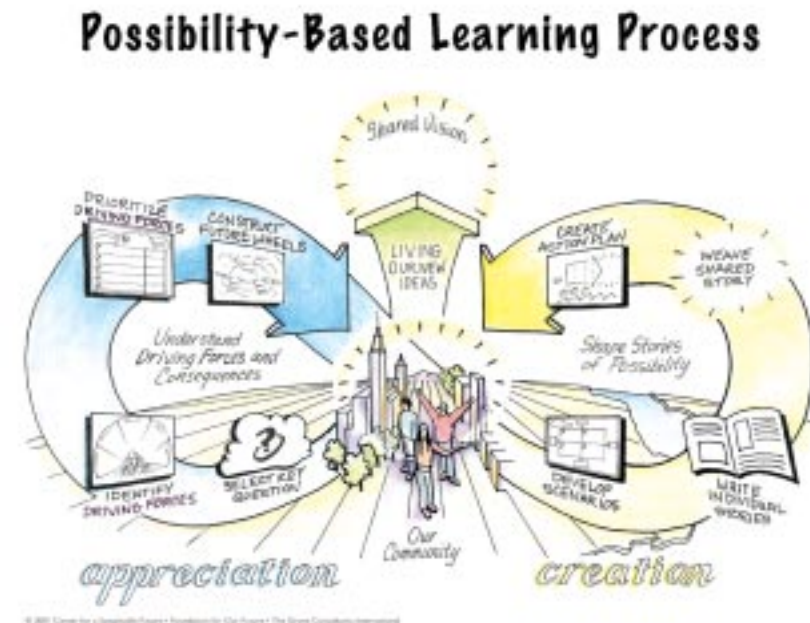 Possibility-Based Learning Process
Shared Vision
PRIORITIZE
DRIVING FORCES
CONSTRUCT
FUTURE WHEELS
LIVING
OUR NEW
IDEAS
CREATE
ACTION PLAN
WEAVE
SHARED
STORY
Understand
Driving Forces and
Consequences
Shape Stories
of Possibility
IDENTIFY
DRIVING FORCES
?
SELECT KEY
QUESTION
Our
Community
DEVELOP
SCENARIOS
WRITE
INDIVIDUAL
STORIES
appreciation
creation